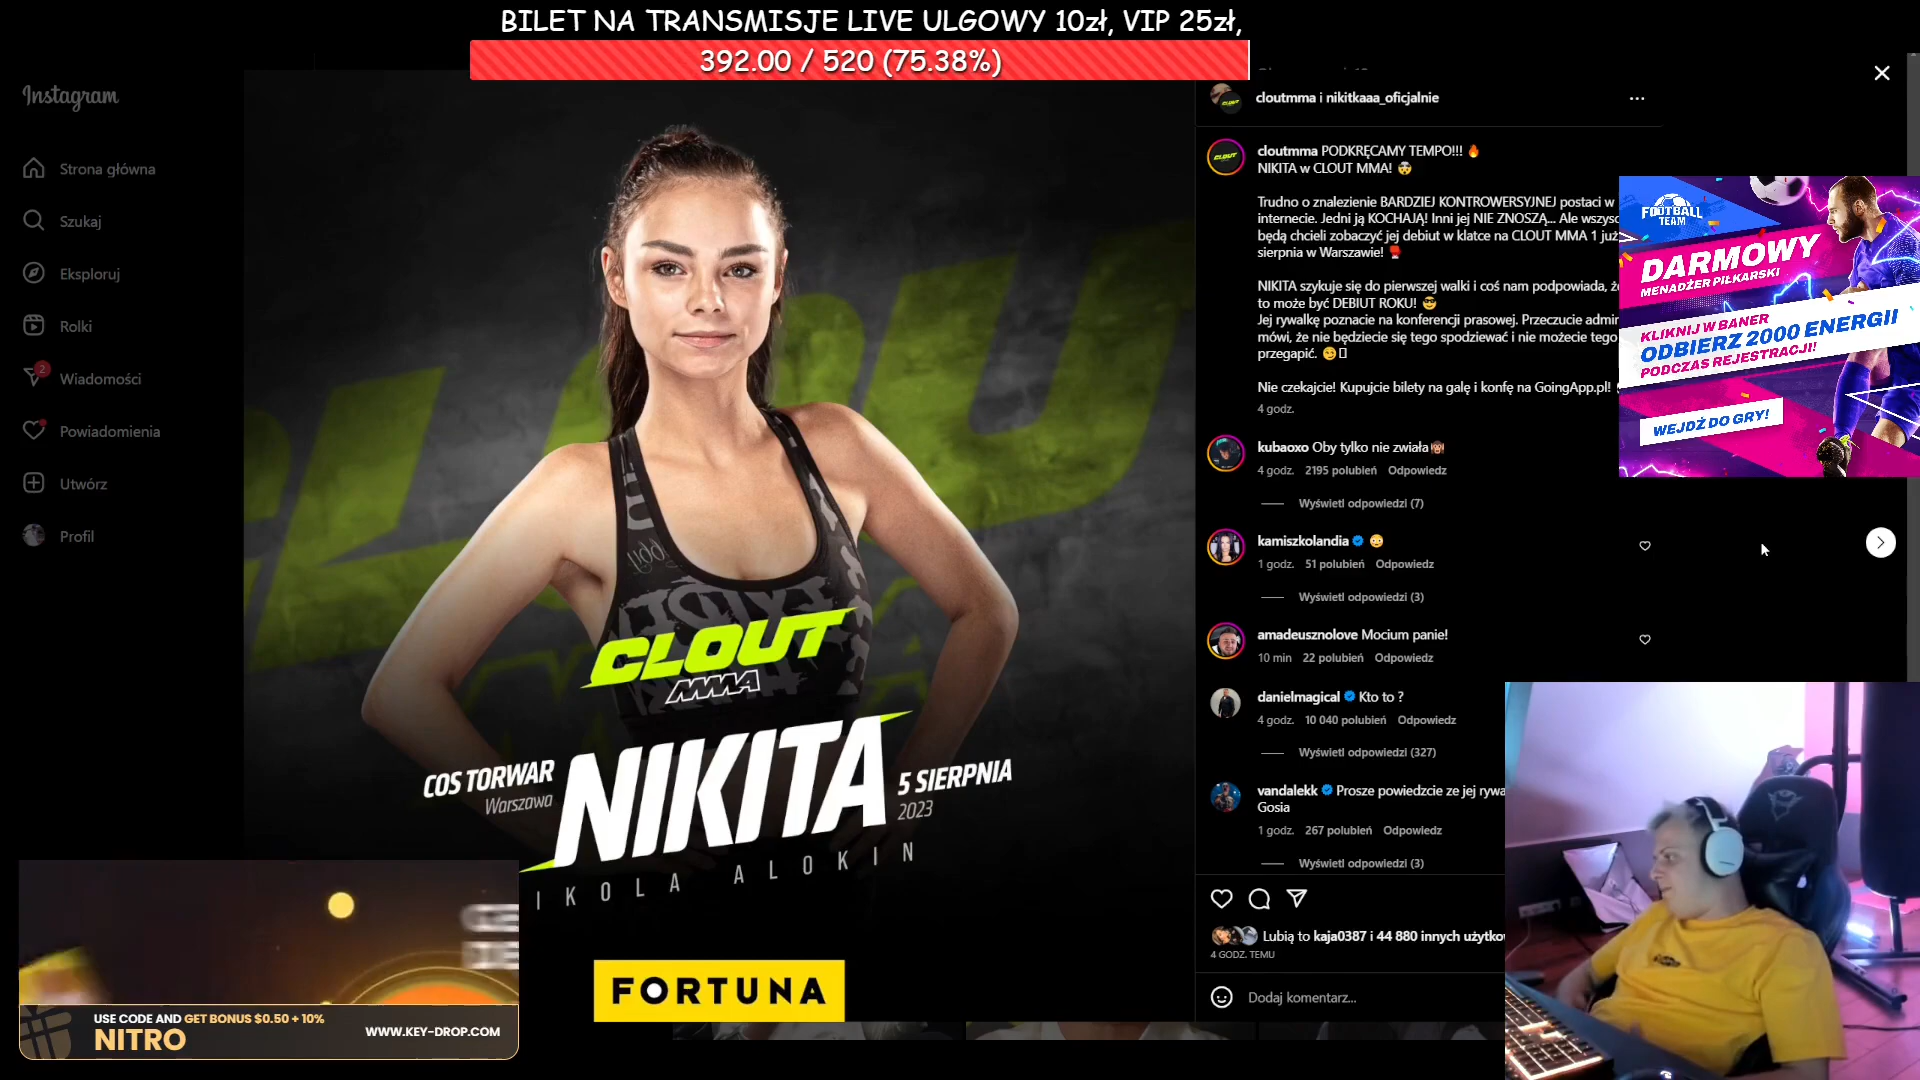 BILET NA TRANSMISJE LIVE ULGOWY 10zł, VIP 25zł,
392.00 / 520 (75.38%)
Instagram
Strona główna
Szukaj
Eksploruj
Rolki
2
Wiadomości
Powiadomienia
Utwórz
Profil
CLOUT
MMA
COS TORWAR
Warszawa
NIKITA
5 SIERPNIA
2023
IKOLA ALOKIN
FORTUNA
USE CODE AND GET BONUS $0.50 + 10%
NITRO
WWW.KEY-DROP.COM
cloutmma i nikitkaaa_oficjalnie
cloutmma PODKRĘCAMY TEMPO!!! 🔥
NIKITA w CLOUT MMA! 🤯
Trudno o znalezienie BARDZIEJ KONTROWERSYJNEJ postaci w
internecie. Jedni ją KOCHAJĄ! Inni jej NIE ZNOSZĄ... Ale wszysc
będą chcieli zobaczyć jej debiut w klatce na CLOUT MMA 1 już
sierpnia w Warszawie! 🥊
NIKITA szykuje się do pierwszej walki i coś nam podpowiada, że
to może być DEBIUT ROKU! 😎
Jej rywalkę poznacie na konferencji prasowej. Przeczucie admin
mówi, że nie będziecie się tego spodziewać i nie możecie tego
przegapić. 😏
Nie czekajcie! Kupujcie bilety na galę i konfę na GoingApp.pl!
4 godz.
kubaoxo Oby tylko nie zwiała🙈
4 godz. 2195 polubień Odpowiedz
Wyświetl odpowiedzi (7)
kamiszkolandia 😳
1 godz. 51 polubień Odpowiedz
Wyświetl odpowiedzi (3)
amadeusznolove Mocium panie!
10 min 22 polubień Odpowiedz
danielmagical Kto to ?
4 godz. 10 040 polubień Odpowiedz
Wyświetl odpowiedzi (327)
vandalekk Prosze powiedzcie ze jej rywa
Gosia
1 godz. 267 polubień Odpowiedz
Wyświetl odpowiedzi (3)
Lubią to kaja0387 i 44 880 innych użytko
4 GODZ. TEMU
Dodaj komentarz...
FOOTBALL
TEAM
DARMOWY
MENADŻER PIŁKARSKI
KLIKNIJ W BANER
ODBIERZ 2000 ENERGII
PODCZAS REJESTRACJI!
WEJDŹ DO GRY!